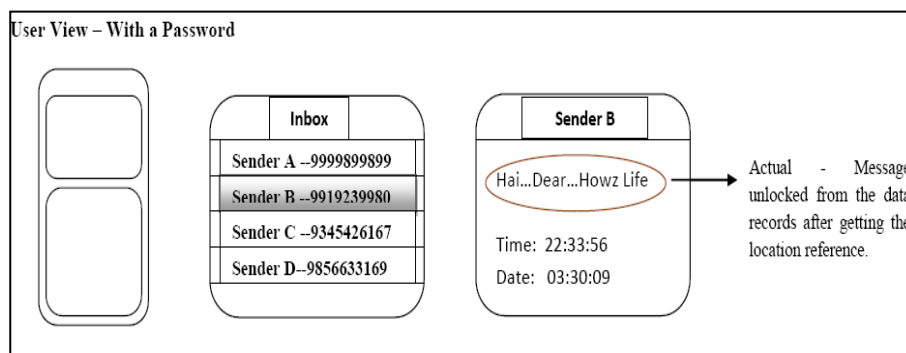 User View – With a Password
Inbox
Sender A --9999899899
Sender B --9919239980
Sender C --9345426167
Sender D--9856633169
Sender B
Hai...Dear...Howz Life
Time: 22:33:56
Date: 03:30:09
Actual - Message
unlocked from the data
records after getting the
location reference.